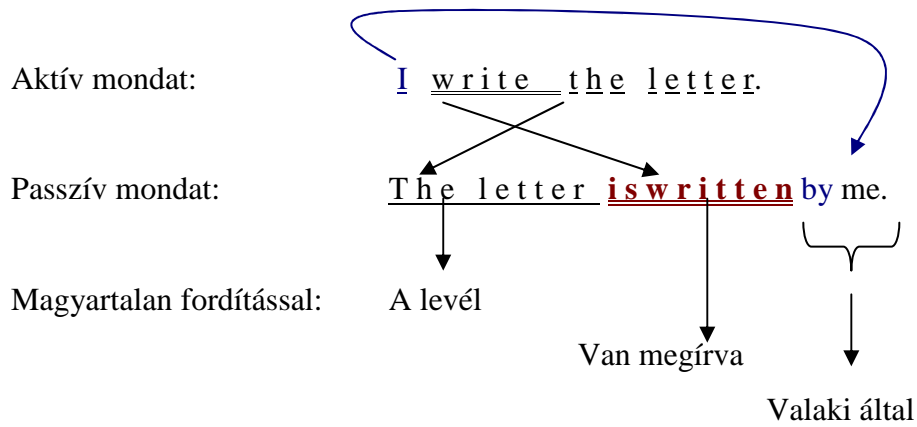 Aktív mondat: I write the letter.
Passzív mondat: The letter iswritten by me.
Magyartalan fordítással: A levél
Van megírva
Valaki által